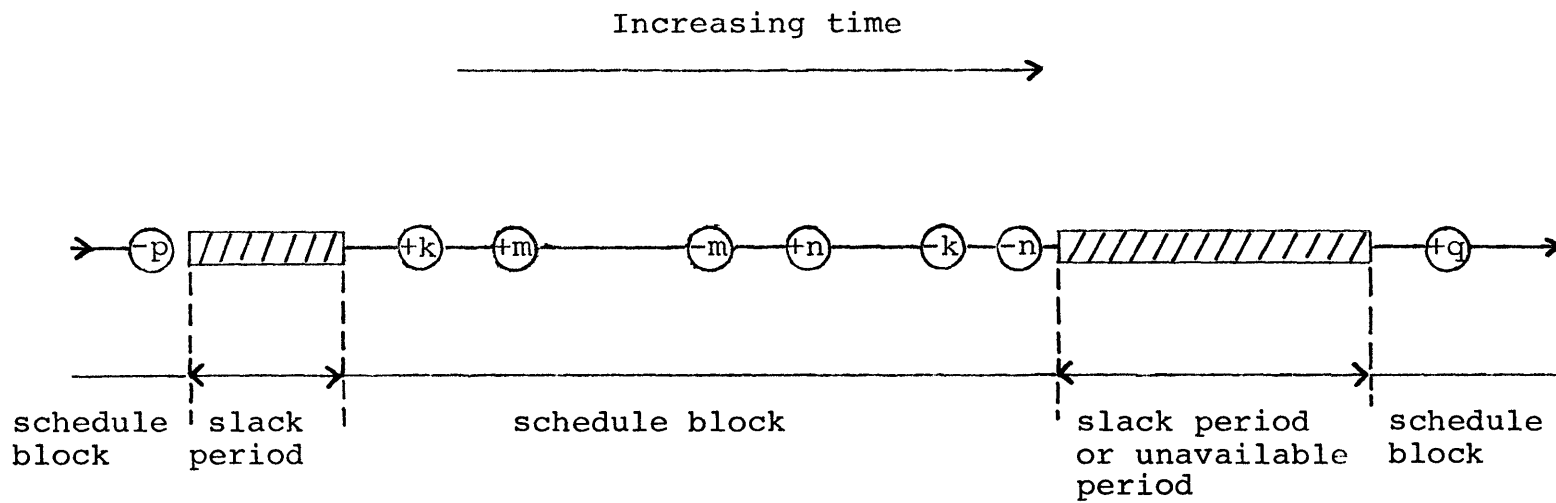 Increasing time
-p +k +m -m +n -k -n +q
schedule block
slack period
schedule block
slack period or unavailable period
schedule block